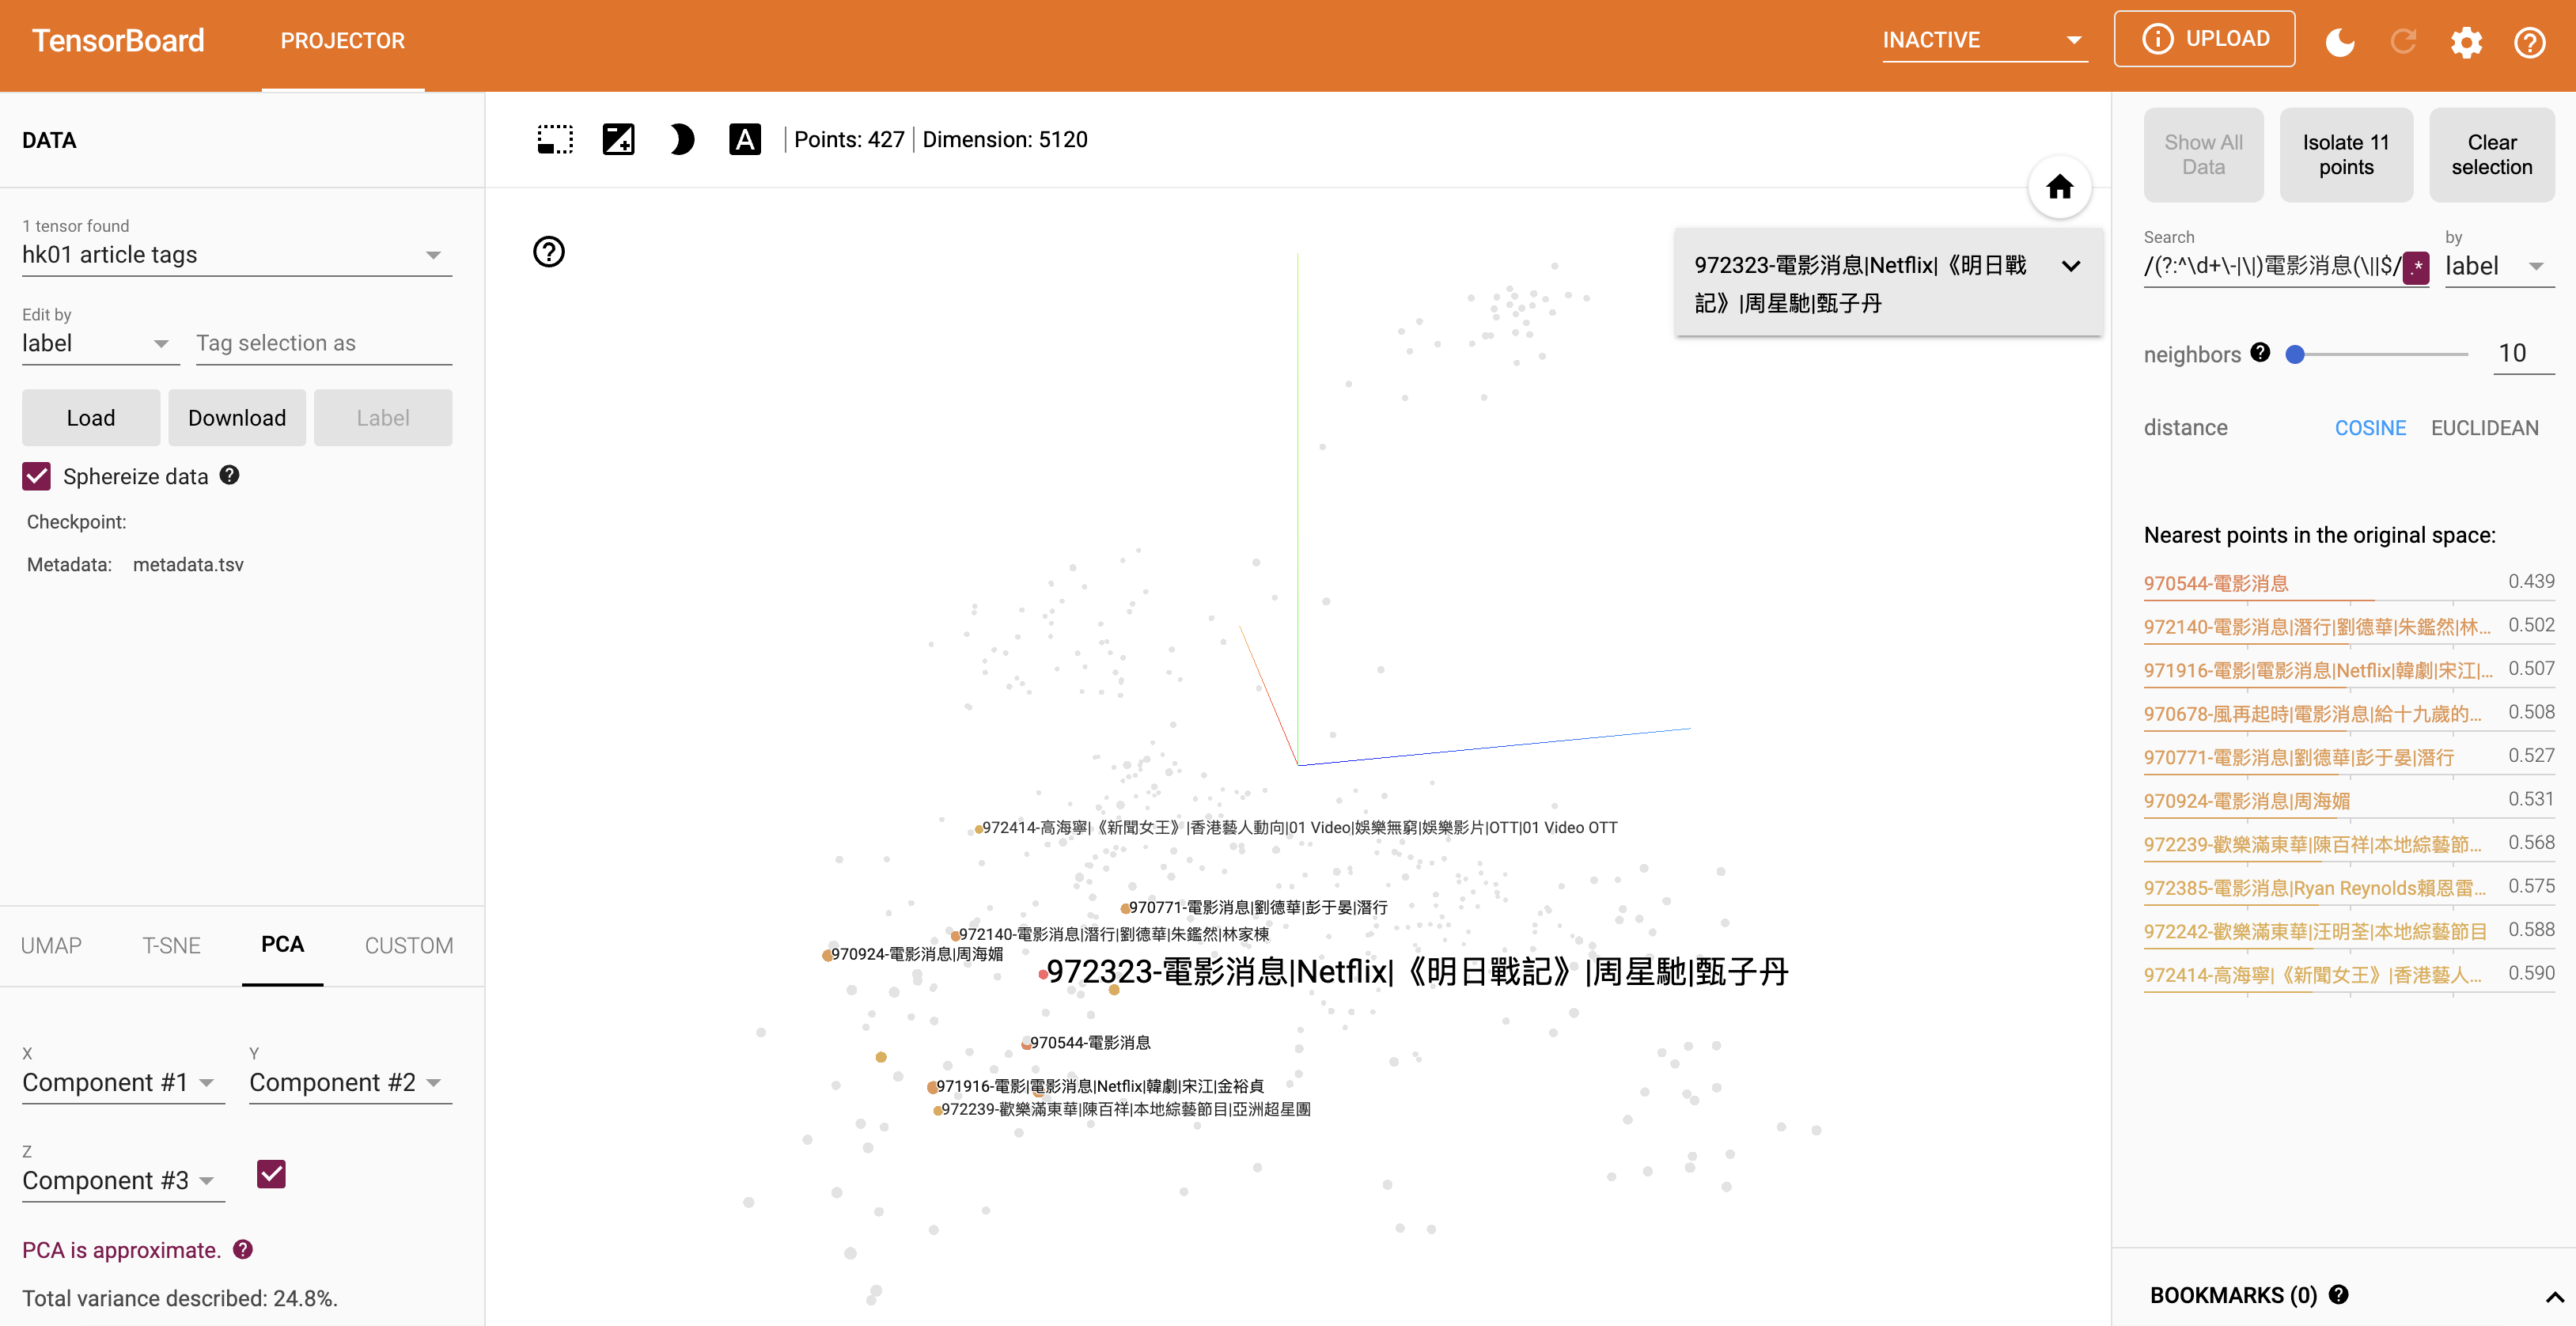 TensorBoard
PROJECTOR
INACTIVE
UPLOAD
DATA
1 tensor found
hk01 article tags
Edit by
label
Tag selection as
Load
Download
Label
Sphereize data
Checkpoint:
Metadata: metadata.tsv
UMAP
T-SNE
PCA
CUSTOM
X
Component #1
Y
Component #2
Z
Component #3
PCA is approximate.
Total variance described: 24.8%.
A
Points: 427
Dimension: 5120
972323-電影消息|Netflix|《明日戰
記》|周星馳|甄子丹
972414-高海寧|《新聞女王》|香港藝人動向|01 Video|娛樂無窮|娛樂影片|OTT|01 Video OTT
970771-電影消息|劉德華|彭于晏|潛行
972140-電影消息|潛行|劉德華|朱鑑然|林家棟
970924-電影消息|周海媚
972323-電影消息|Netflix|《明日戰記》|周星馳|甄子丹
970544-電影消息
971916-電影|電影消息|Netflix|韓劇|宋江|金裕貞
972239-歡樂滿東華|陳百祥|本地綜藝節目|亞洲超星團
Show All
Data
Isolate 11
points
Clear
selection
Search
/(?:^\d+\-|\|)電影消息(\||$/
.*
by
label
neighbors
10
distance
COSINE
EUCLIDEAN
Nearest points in the original space:
970544-電影消息 0.439
972140-電影消息|潛行|劉德華|朱鑑然|林... 0.502
971916-電影|電影消息|Netflix|韓劇|宋江|... 0.507
970678-風再起時|電影消息|給十九歲的... 0.508
970771-電影消息|劉德華|彭于晏|潛行 0.527
970924-電影消息|周海媚 0.531
972239-歡樂滿東華|陳百祥|本地綜藝節... 0.568
972385-電影消息|Ryan Reynolds賴恩雷... 0.575
972242-歡樂滿東華|汪明荃|本地綜藝節目 0.588
972414-高海寧|《新聞女王》|香港藝人... 0.590
BOOKMARKS (0)